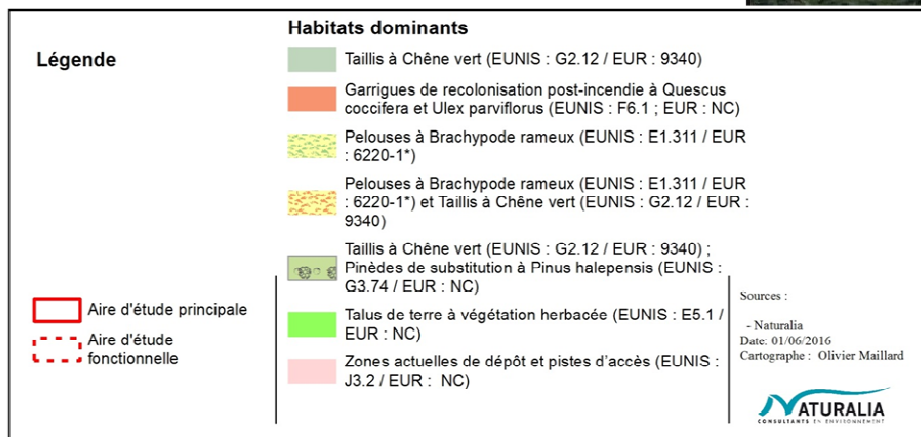 Légende
Habitats dominants
Taillis à Chêne vert (EUNIS : G2.12 / EUR : 9340)
Garrigues de recolonisation post-incendie à Quescus
coccifera et Ulex parviflorus (EUNIS : F6.1 ; EUR : NC)
Pelouses à Brachypode rameux (EUNIS : E1.311 / EUR
: 6220-1*)
Pelouses à Brachypode rameux (EUNIS : E1.311 / EUR
: 6220-1*) et Taillis à Chêne vert (EUNIS : G2.12 / EUR :
9340)
Taillis à Chêne vert (EUNIS : G2.12 / EUR : 9340) ;
Pinèdes de substitution à Pinus halepensis (EUNIS :
G3.74 / EUR : NC)
Talus de terre à végétation herbacée (EUNIS : E5.1 /
EUR : NC)
Zones actuelles de dépôt et pistes d'accès (EUNIS :
J3.2 / EUR : NC)
Aire d'étude principale
Aire d'étude
fonctionnelle
Sources :
- Naturalia
Date: 01/06/2016
Cartographe : Olivier Maillard
NATURALIA
CONSULTANTS EN ENVIRONNEMENT